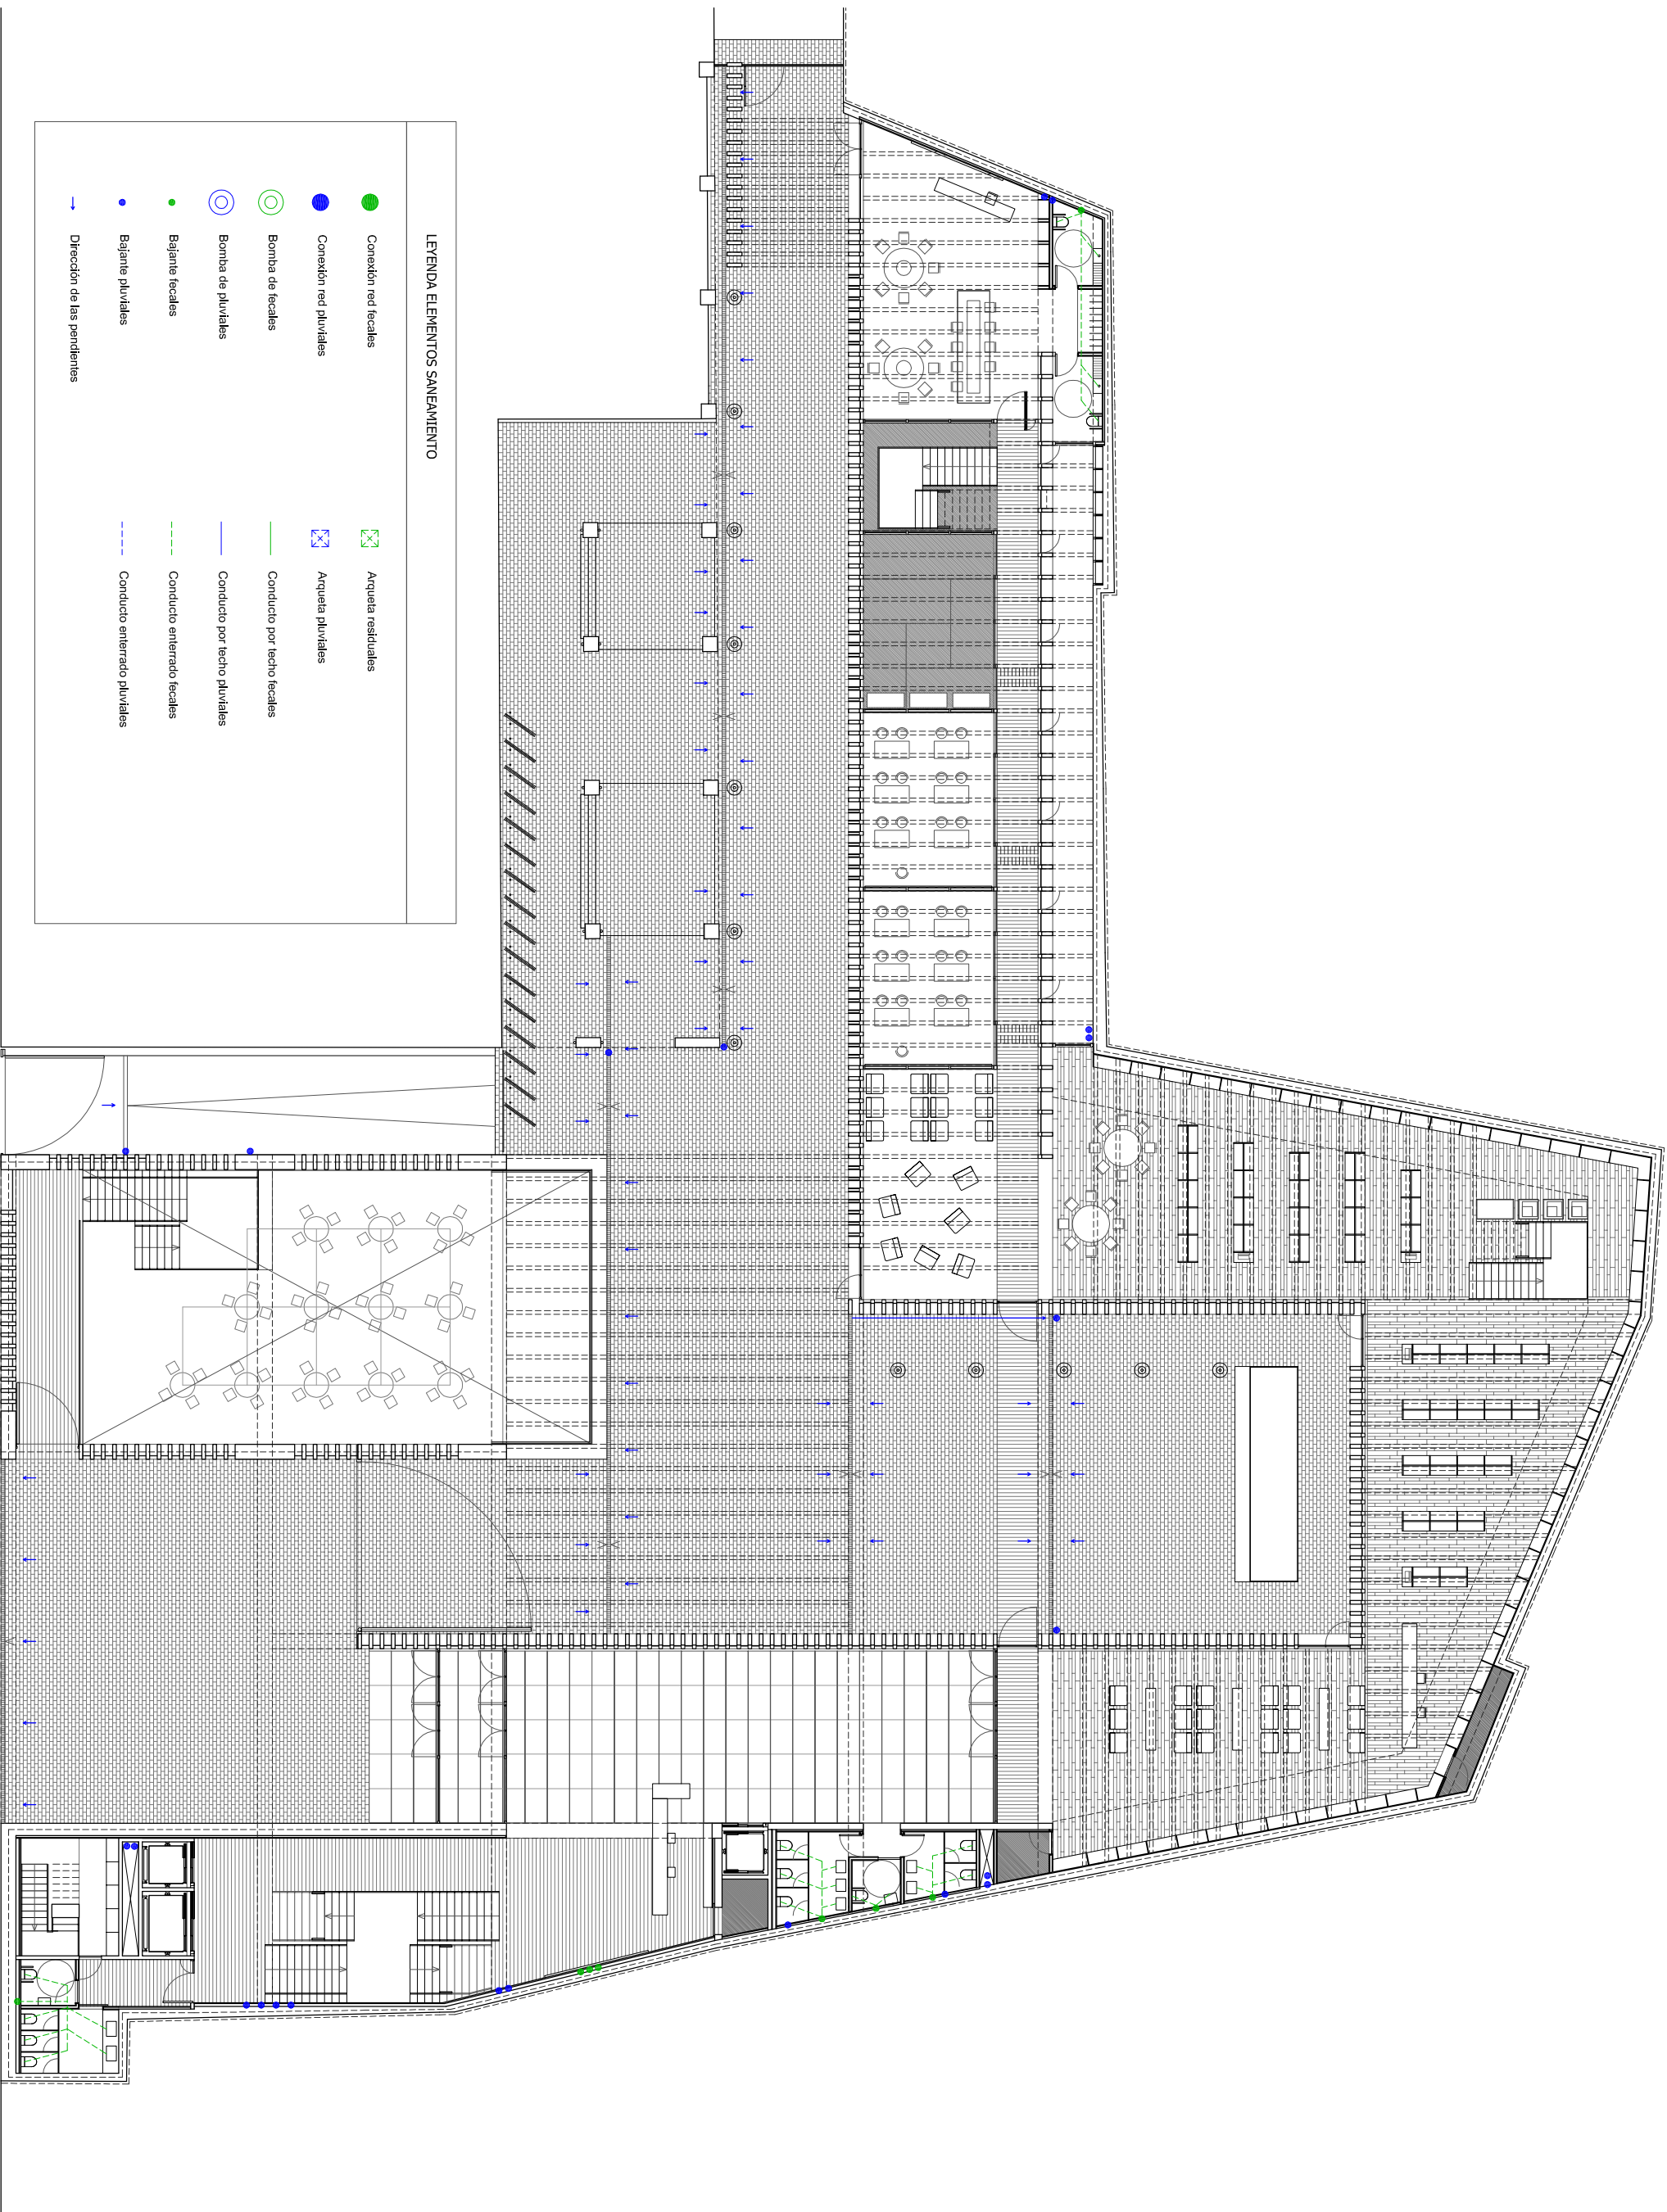 LEYENDA ELEMENTOS SANEAMIENTO
Conexión red fecales
Conexión red pluviales
Bomba de fecales
Bomba de pluviales
Bajante fecales
Bajante pluviales
Dirección de las pendientes
Arqueta residuales
Arqueta pluviales
Conducto por techo fecales
Conducto por techo pluviales
Conducto enterrado fecales
Conducto enterrado pluviales